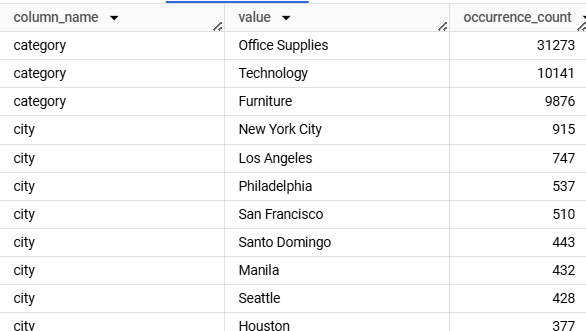 column_name value occurrence_count
category Office Supplies 31273
category Technology 10141
category Furniture 9876
city New York City 915
city Los Angeles 747
city Philadelphia 537
city San Francisco 510
city Santo Domingo 443
city Manila 432
city Seattle 428
city Houston 377